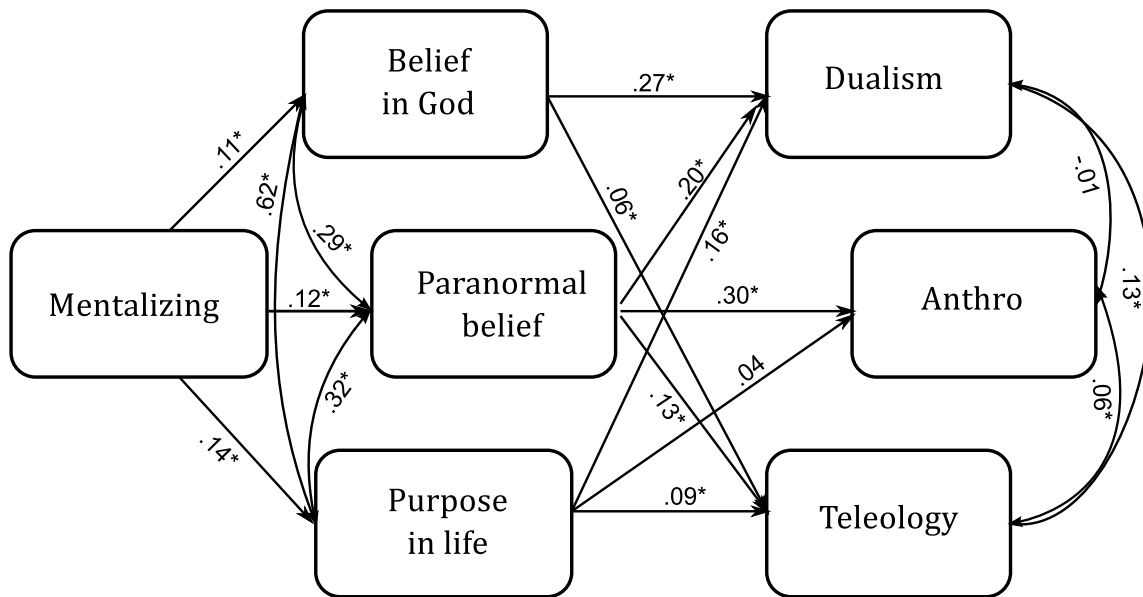 Belief
in God
Dualism
.27*
.11*
.62*
.29*
.06*
.20*
.16*
-.01
.13*
Mentalizing
.12*
Paranormal
belief
.30*
Anthro
.32*
.04
.13*
.06*
.14*
Purpose
in life
.09*
Teleology